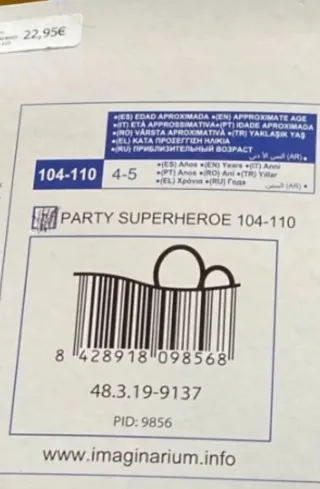 22,95€
•(ES) EDAD APROXIMADA •(EN) APPROXIMATE AGE
•(IT) ETÀ APPROSSIMATIVA •(PT) IDADE APROXIMADA
•(RO) VÂRSTA APROXIMATIVĂ •(TR) YAKLAŞIK YAŞ
•(EL) ΚΑΤΑ ΠΡΟΣΕΓΓΙΣΗ ΗΛΙΚΙΑ
•(RU) ПРИБЛИЗИТЕЛЬНЫЙ ВОЗРАСТ
104-110 4-5
•(ES) Años •(EN) Years •(IT) Anni
•(PT) Anos •(RO) Ani •(TR) Yıllar
•(EL) Χρόνια •(RU) Года
PARTY SUPERHEROE 104-110
8 428918 098568
48.3.19-9137
PID: 9856
www.imaginarium.info